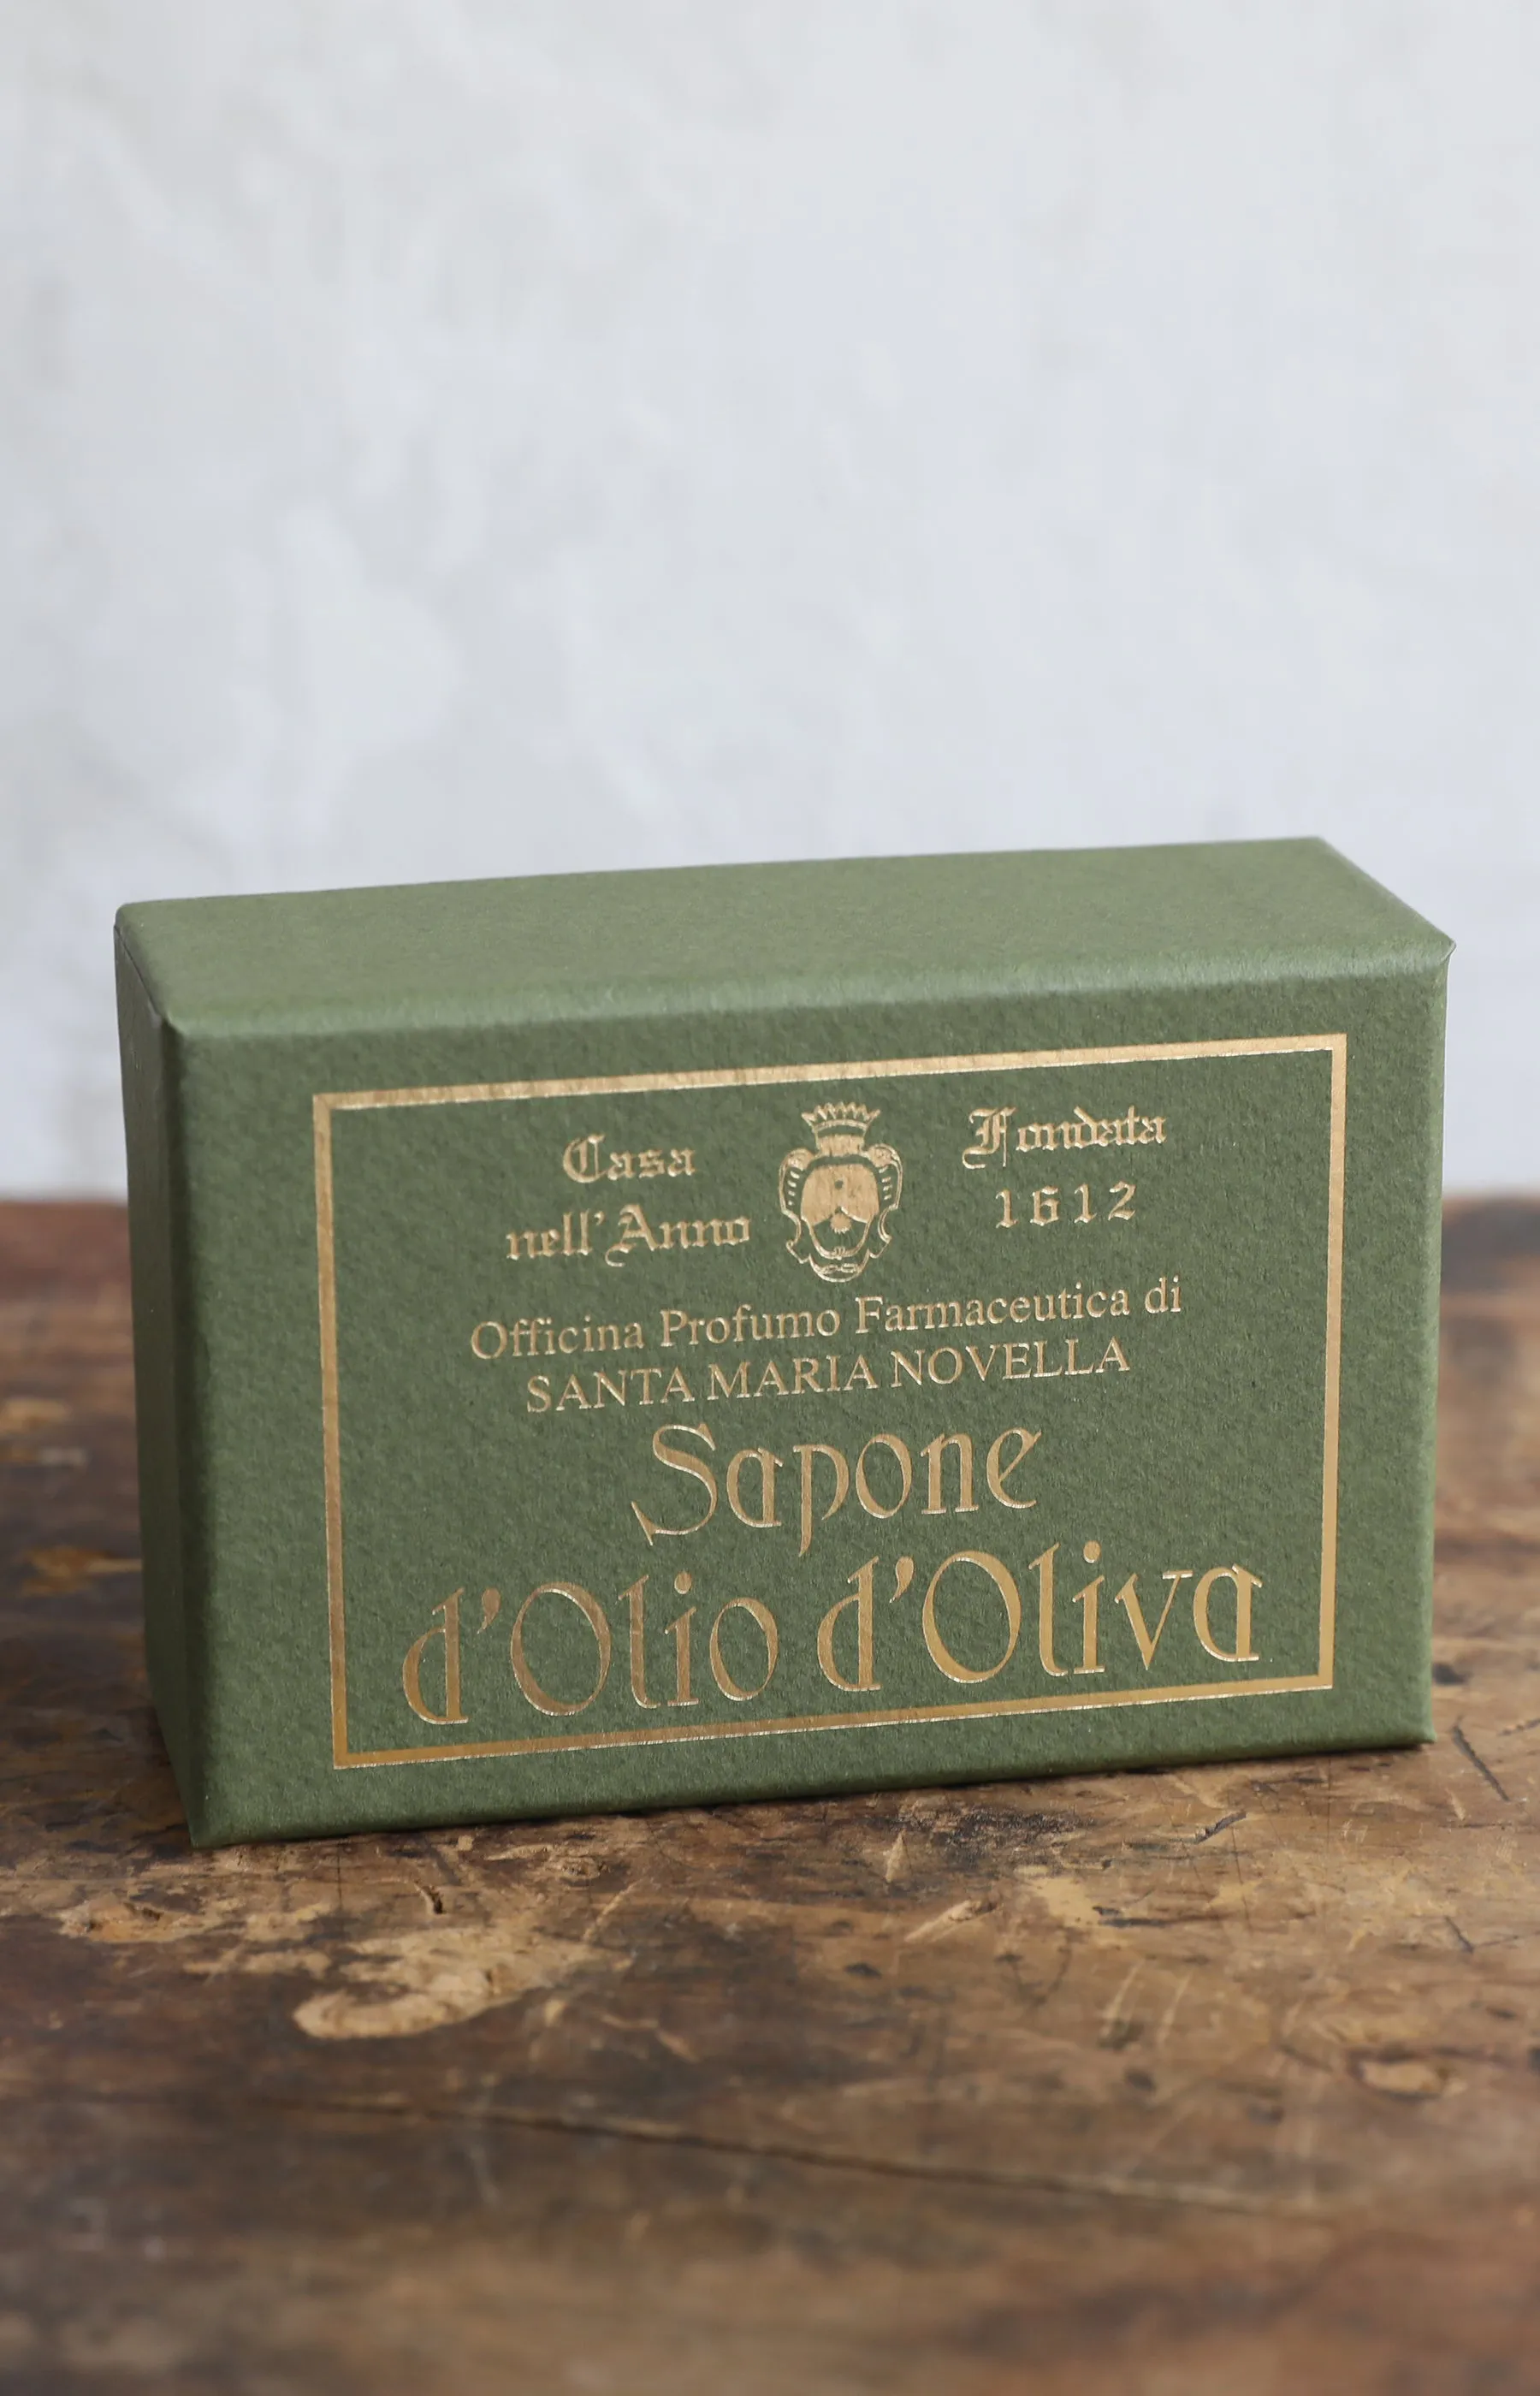 Casa Fondata
nell'Anno 1612
Officina Profumo Farmaceutica di
SANTA MARIA NOVELLA
Sapone
d'Olio d'Oliva